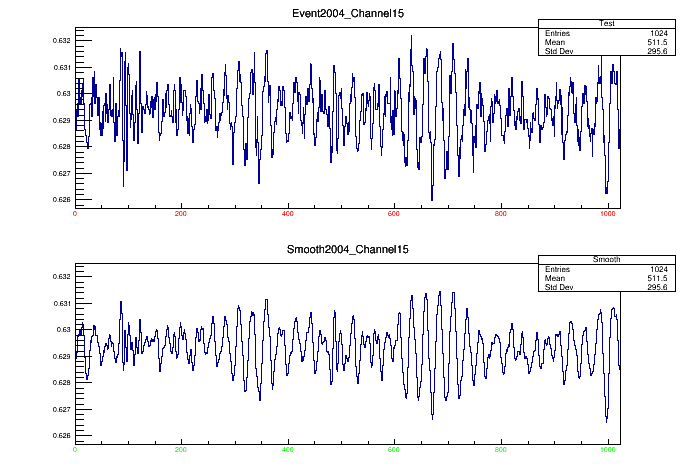 Event2004_Channel15
Test
Entries 1024
Mean 511.5
Std Dev 295.6
0.632
0.631
0.63
0.629
0.628
0.627
0.626
0 200 400 600 800 1000
Smooth2004_Channel15
Smooth
Entries 1024
Mean 511.5
Std Dev 295.6
0.632
0.631
0.63
0.629
0.628
0.627
0.626
0 200 400 600 800 1000